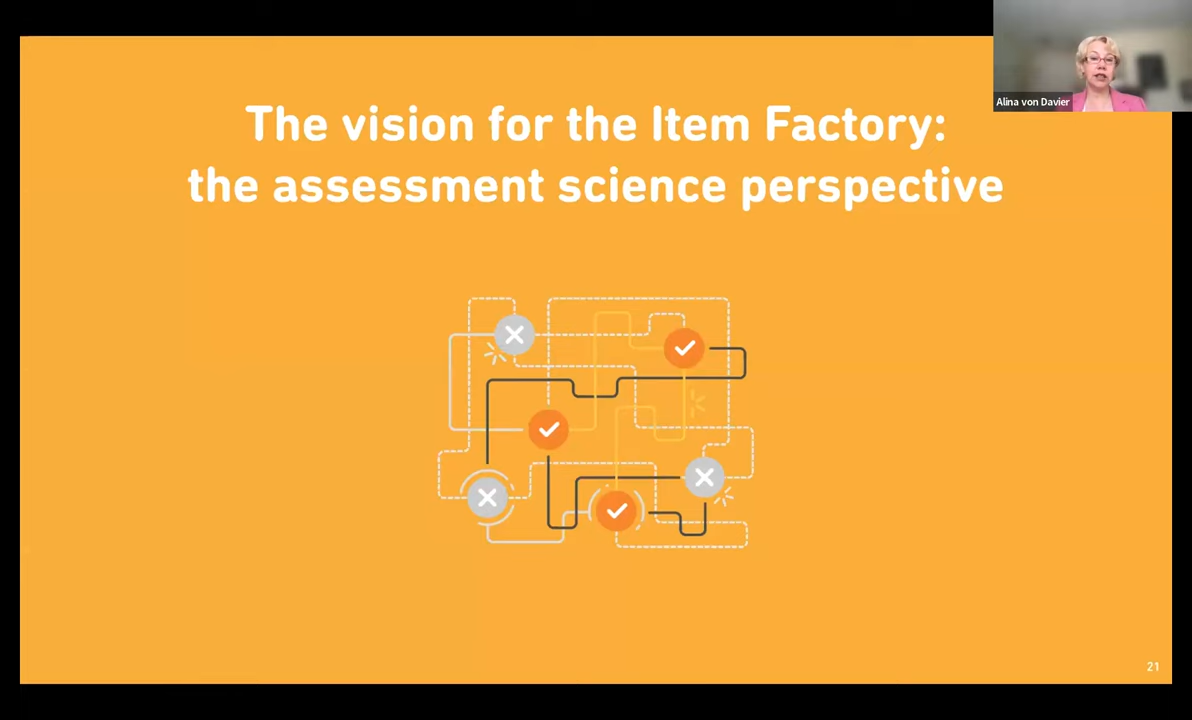 Alina von Davier
The vision for the Item Factory:
the assessment science perspective
21